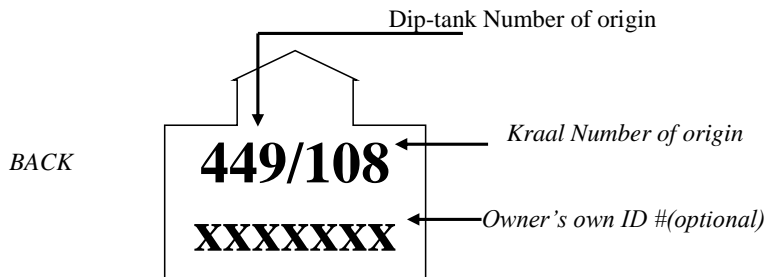 Dip-tank Number of origin
Kraal Number of origin
BACK
449/108
Owner's own ID #(optional)
xxxxxxx